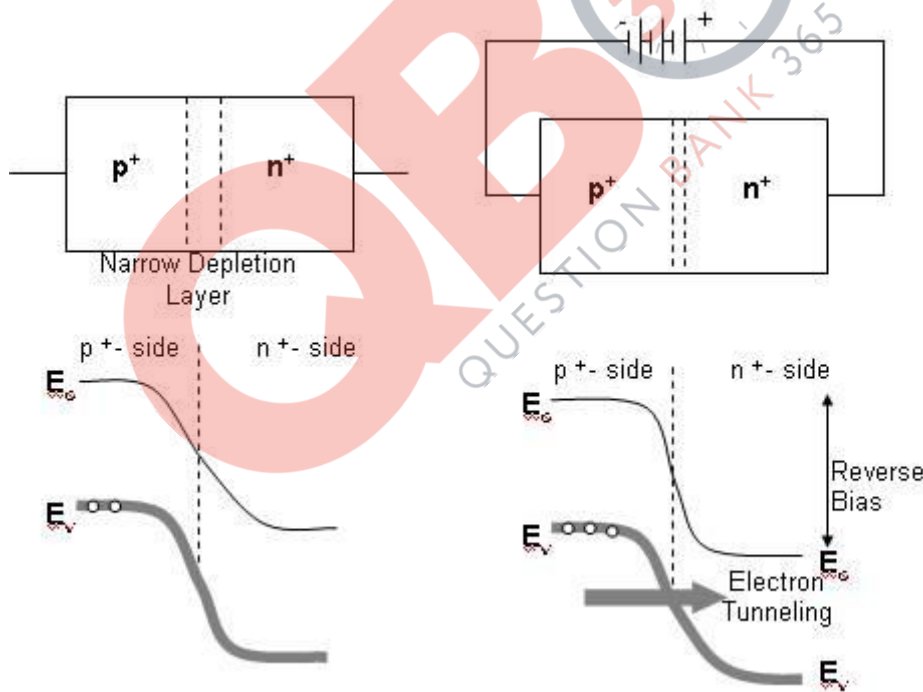 - +
p+ n+
Narrow Depletion
Layer
p+ n+
p +- side n +- side
Ec
Ev
p +- side n +- side
Ec
Reverse
Bias
Ev
Ec
Electron
Tunneling
Ev
QB365
QUESTION BANK 365